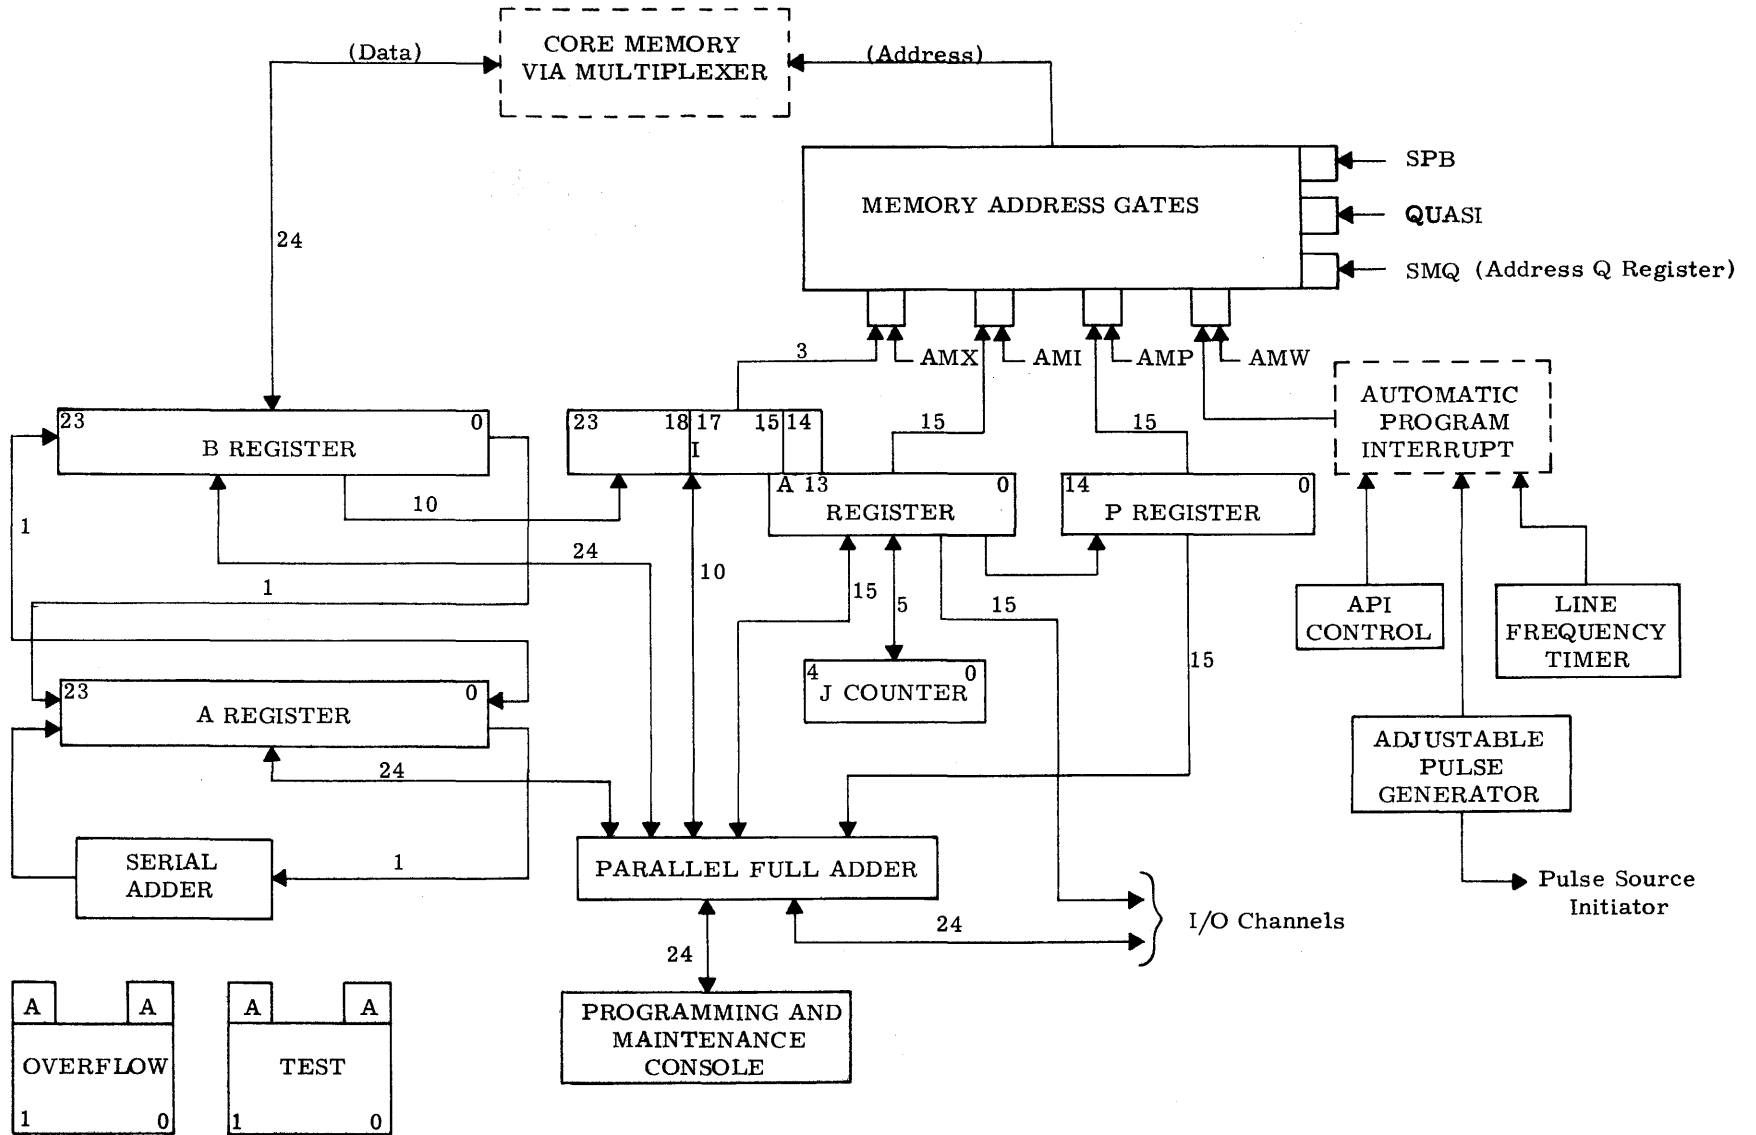 (Data)
CORE MEMORY
VIA MULTIPLEXER
(Address)
MEMORY ADDRESS GATES
SPB
QUASI
SMQ (Address Q Register)
24
3
AMX
AMI
AMP
AMW
AUTOMATIC
PROGRAM
INTERRUPT
23
0
B REGISTER
23
18
17
15
14
I
15
15
A 13
0
REGISTER
14
0
P REGISTER
10
1
24
1
10
15
5
15
15
API
CONTROL
LINE
FREQUENCY
TIMER
4
0
J COUNTER
23
0
A REGISTER
24
ADJUSTABLE
PULSE
GENERATOR
SERIAL
ADDER
1
PARALLEL FULL ADDER
Pulse Source
Initiator
24
24
I/O Channels
A
A
OVERFLOW
1
0
A
A
TEST
1
0
PROGRAMMING AND
MAINTENANCE
CONSOLE